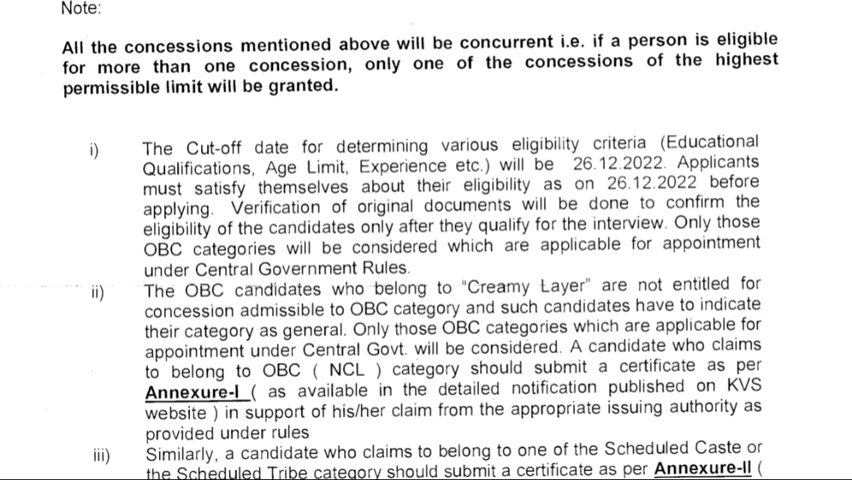 Note:
All the concessions mentioned above will be concurrent i.e. if a person is eligible
for more than one concession, only one of the concessions of the highest
permissible limit will be granted.
i) The Cut-off date for determining various eligibility criteria (Educational
Qualifications, Age Limit, Experience etc.) will be 26.12.2022. Applicants
must satisfy themselves about their eligibility as on 26.12.2022 before
applying. Verification of original documents will be done to confirm the
eligibility of the candidates only after they qualify for the interview. Only those
OBC categories will be considered which are applicable for appointment
under Central Government Rules.
ii) The OBC candidates who belong to "Creamy Layer" are not entitled for
concession admissible to OBC category and such candidates have to indicate
their category as general. Only those OBC categories which are applicable for
appointment under Central Govt. will be considered. A candidate who claims
to belong to OBC ( NCL ) category should submit a certificate as per
Annexure-I ( as available in the detailed notification published on KVS
website ) in support of his/her claim from the appropriate issuing authority as
provided under rules
iii) Similarly, a candidate who claims to belong to one of the Scheduled Caste or
the Scheduled Tribe category should submit a certificate as per Annexure-II (